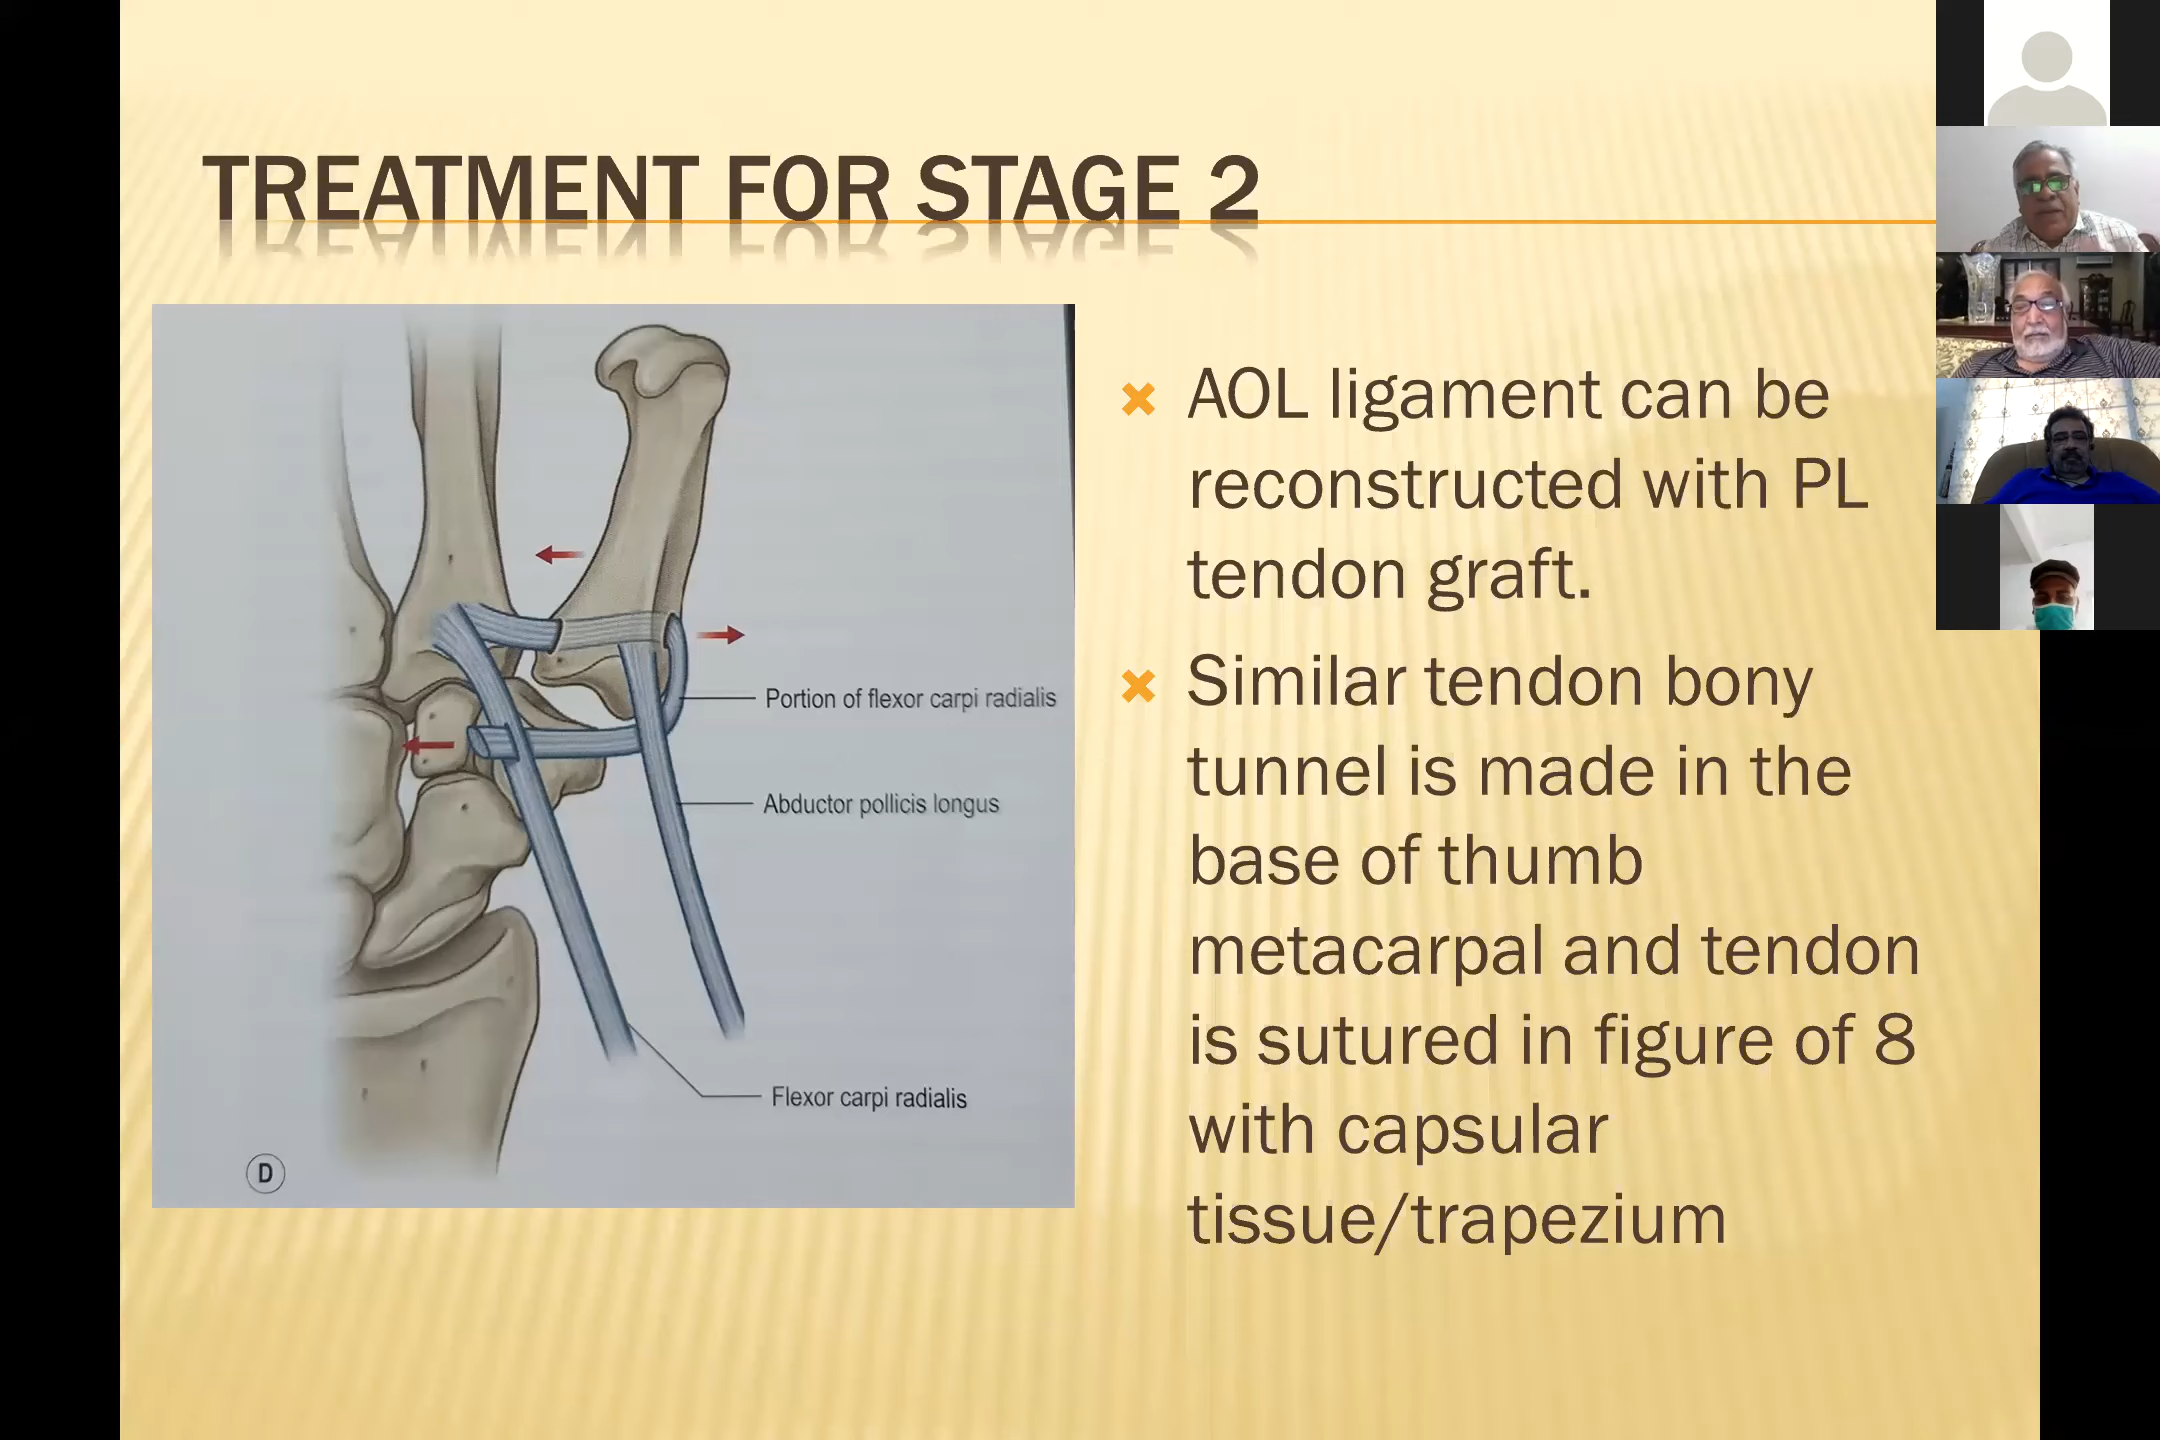 TREATMENT FOR STAGE 2
Portion of flexor carpi radialis
Abductor pollicis longus
Flexor carpi radialis
D
AOL ligament can be
reconstructed with PL
tendon graft.
Similar tendon bony
tunnel is made in the
base of thumb
metacarpal and tendon
is sutured in figure of 8
with capsular
tissue/trapezium